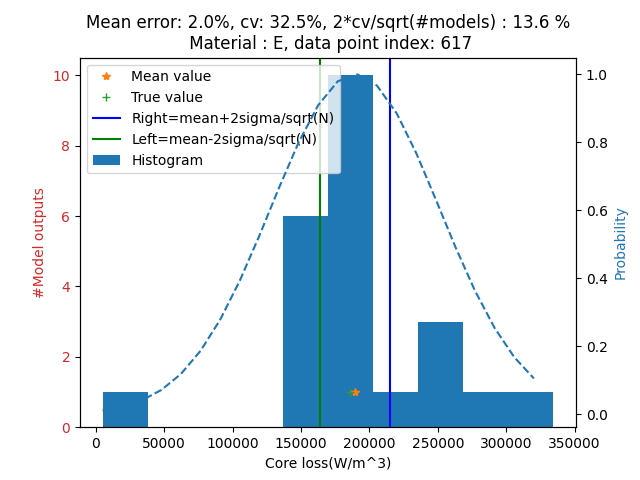 Mean error: 2.0%, cv: 32.5%, 2*cv/sqrt(#models) : 13.6 %
Material : E, data point index: 617
Mean value
True value
Right=mean+2sigma/sqrt(N)
Left=mean-2sigma/sqrt(N)
Histogram
#Model outputs
10
8
6
4
2
0
1.0
0.8
0.6
0.4
0.2
0.0
Probability
0 50000 100000 150000 200000 250000 300000 350000
Core loss(W/m^3)